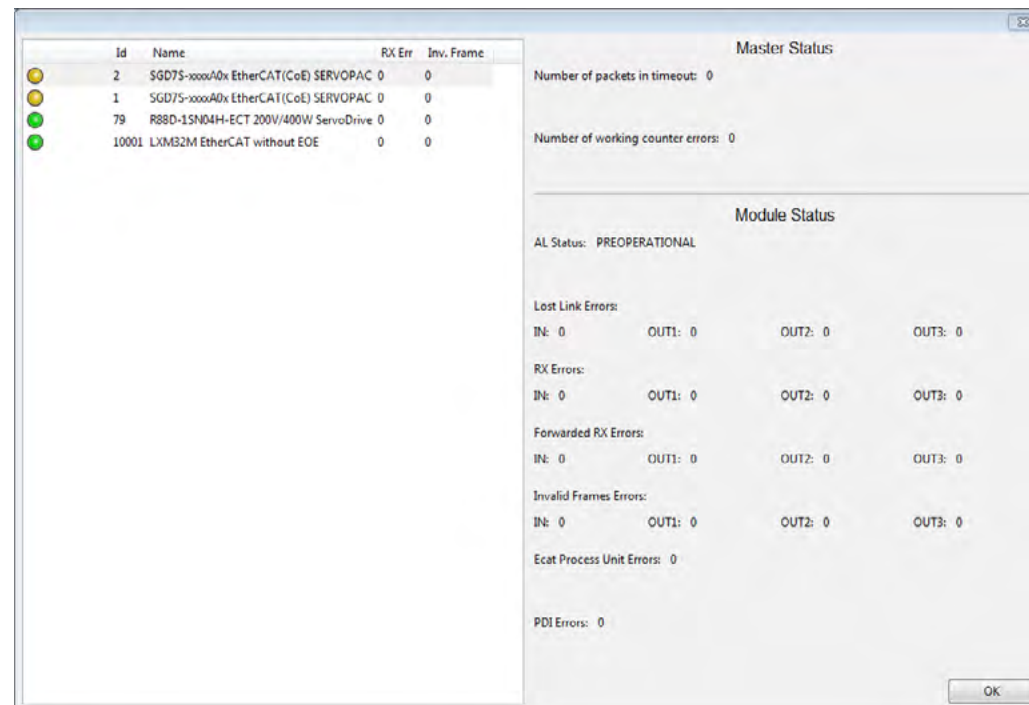 Id Name RX Err Inv. Frame
2 SGD7S-xxxxA0x EtherCAT(CoE) SERVOPAC 0 0
1 SGD7S-xxxxA0x EtherCAT(CoE) SERVOPAC 0 0
79 R88D-1SN04H-ECT 200V/400W ServoDrive 0 0
10001 LXM32M EtherCAT without EOE 0 0
Master Status
Number of packets in timeout: 0
Number of working counter errors: 0
Module Status
AL Status: PREOPERATIONAL
Lost Link Errors:
IN: 0 OUT1: 0 OUT2: 0 OUT3: 0
RX Errors:
IN: 0 OUT1: 0 OUT2: 0 OUT3: 0
Forwarded RX Errors:
IN: 0 OUT1: 0 OUT2: 0 OUT3: 0
Invalid Frames Errors:
IN: 0 OUT1: 0 OUT2: 0 OUT3: 0
Ecat Process Unit Errors: 0
PDI Errors: 0
OK